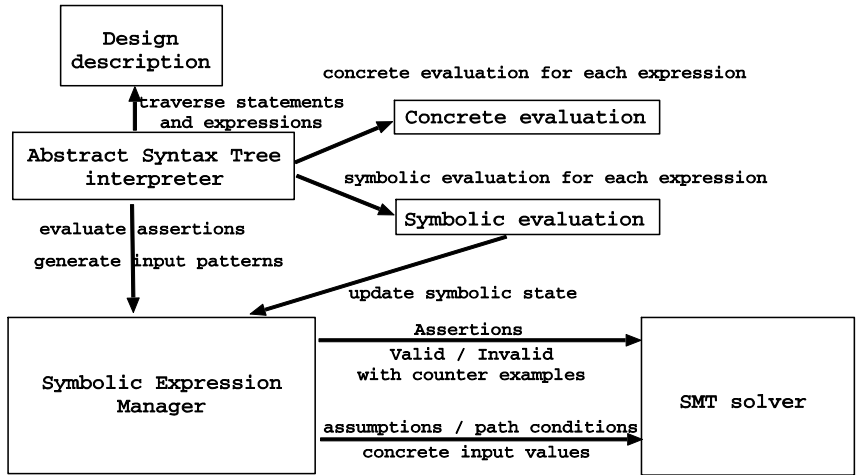 Design
description
concrete evaluation for each expression
traverse statements
and expressions
Concrete evaluation
Abstract Syntax Tree
interpreter
symbolic evaluation for each expression
Symbolic evaluation
evaluate assertions
generate input patterns
update symbolic state
Assertions
Valid / Invalid
with counter examples
Symbolic Expression
Manager
SMT solver
assumptions / path conditions
concrete input values